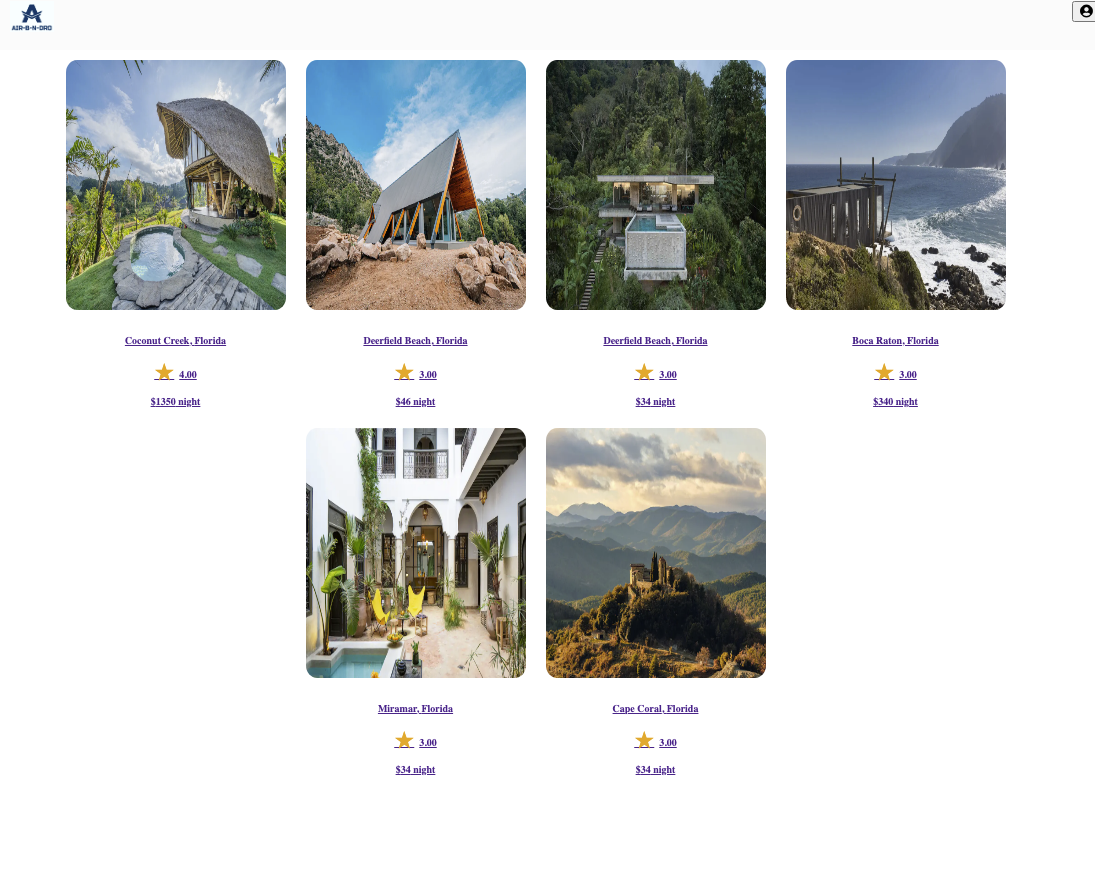 AIR-B-N-DRO
Coconut Creek, Florida
4.00
$1350 night
Deerfield Beach, Florida
3.00
$46 night
Deerfield Beach, Florida
3.00
$34 night
Boca Raton, Florida
3.00
$340 night
Miramar, Florida
3.00
$34 night
Cape Coral, Florida
3.00
$34 night